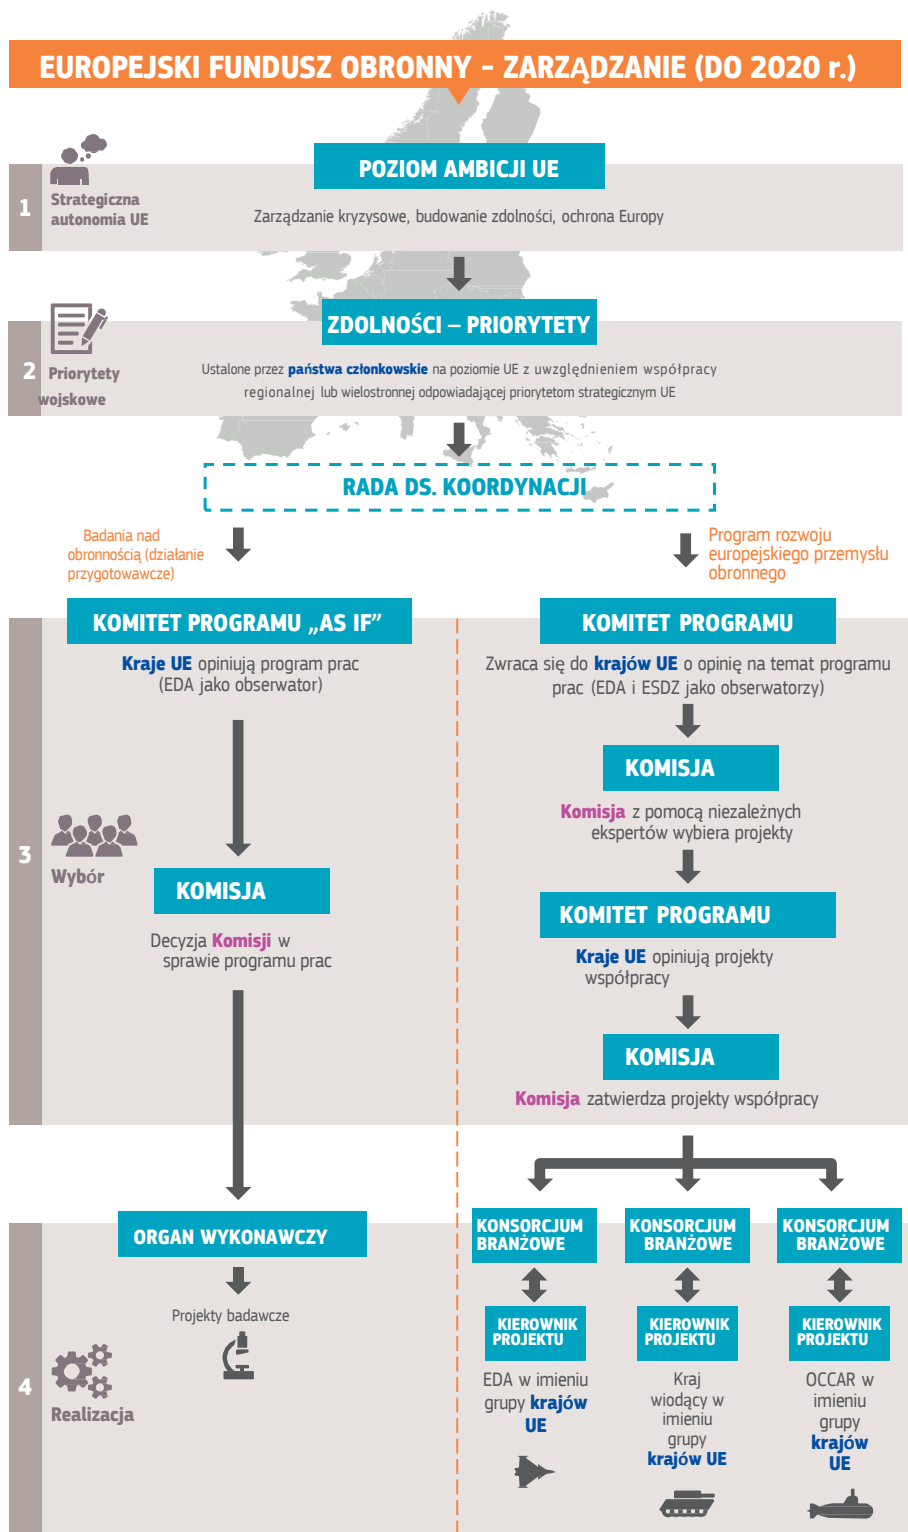 EUROPEJSKI FUNDUSZ OBRONNY - ZARZĄDZANIE (DO 2020 r.)
1
Strategiczna
autonomia UE
POZIOM AMBICJI UE
Zarządzanie kryzysowe, budowanie zdolności, ochrona Europy
2
Priorytety
wojskowe
ZDOLNOŚCI – PRIORYTETY
Ustalone przez państwa członkowskie na poziomie UE z uwzględnieniem współpracy
regionalnej lub wielostronnej odpowiadającej priorytetom strategicznym UE
RADA DS. KOORDYNACJI
Badania nad
obronnością (działanie
przygotowawcze)
Program rozwoju
europejskiego przemysłu
obronnego
3
Wybór
KOMITET PROGRAMU „AS IF”
Kraje UE opiniują program prac
(EDA jako obserwator)
KOMISJA
Decyzja Komisji w
sprawie programu prac
KOMITET PROGRAMU
Zwraca się do krajów UE o opinię na temat programu
prac (EDA i ESDZ jako obserwatorzy)
KOMISJA
Komisja z pomocą niezależnych
ekspertów wybiera projekty
KOMITET PROGRAMU
Kraje UE opiniują projekty
współpracy
KOMISJA
Komisja zatwierdza projekty współpracy
4
Realizacja
ORGAN WYKONAWCZY
Projekty badawcze
KONSORCJUM
BRANŻOWE
KIEROWNIK
PROJEKTU
EDA w imieniu
grupy krajów
UE
KONSORCJUM
BRANŻOWE
KIEROWNIK
PROJEKTU
Kraj
wiodący w
imieniu
grupy
krajów UE
KONSORCJUM
BRANŻOWE
KIEROWNIK
PROJEKTU
OCCAR w
imieniu
grupy
krajów
UE